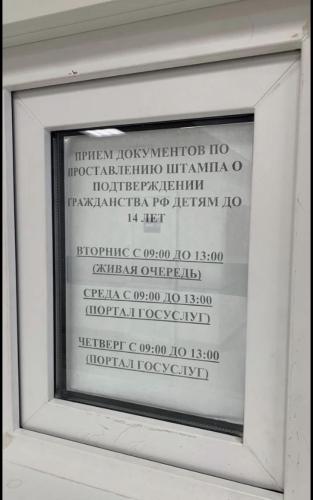 ПРИЕМ ДОКУМЕНТОВ ПО
ПРОСТАВЛЕНИЮ ШТАМПА О
ПОДТВЕРЖДЕНИИ
ГРАЖДАНСТВА РФ ДЕТЯМ ДО
14 ЛЕТ
ВТОРНИС С 09:00 ДО 13:00
(ЖИВАЯ ОЧЕРЕДЬ)
СРЕДА С 09:00 ДО 13:00
(ПОРТАЛ ГОСУСЛУГ)
ЧЕТВЕРГ С 09:00 ДО 13:00
(ПОРТАЛ ГОСУСЛУГ)